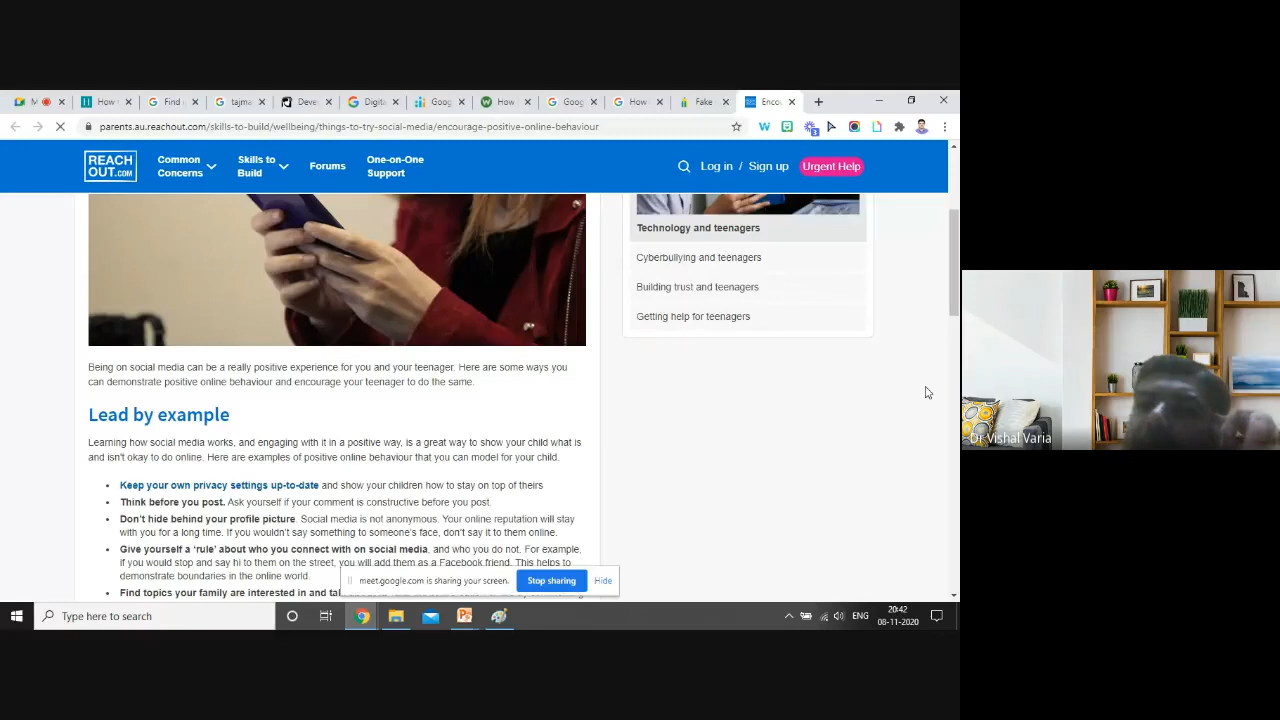 M
How
Find
tajm
Deve
Digita
Goog
How
Goog
How
Fake
Encou
parents.au.reachout.com/skills-to-build/wellbeing/things-to-try-social-media/encourage-positive-online-behaviour
REACH
OUT.COM
Common
Concerns
Skills to
Build
Forums
One-on-One
Support
Log in / Sign up
Urgent Help
Technology and teenagers
Cyberbullying and teenagers
Building trust and teenagers
Getting help for teenagers
Being on social media can be a really positive experience for you and your teenager. Here are some ways you
can demonstrate positive online behaviour and encourage your teenager to do the same.
Lead by example
Learning how social media works, and engaging with it in a positive way, is a great way to show your child what is
and isn't okay to do online. Here are examples of positive online behaviour that you can model for your child.
• Keep your own privacy settings up-to-date and show your children how to stay on top of theirs
• Think before you post. Ask yourself if your comment is constructive before you post.
• Don't hide behind your profile picture. Social media is not anonymous. Your online reputation will stay
with you for a long time. If you wouldn't say something to someone's face, don't say it to them online.
• Give yourself a 'rule' about who you connect with on social media, and who you do not. For example,
if you would stop and say hi to them on the street, you will add them as a Facebook friend. This helps to
demonstrate boundaries in the online world.
• Find topics your family are interested in and
meet.google.com is sharing your screen.
Stop sharing
Hide
Dr Vishal Varia
Type here to search
ENG
20:42
08-11-2020